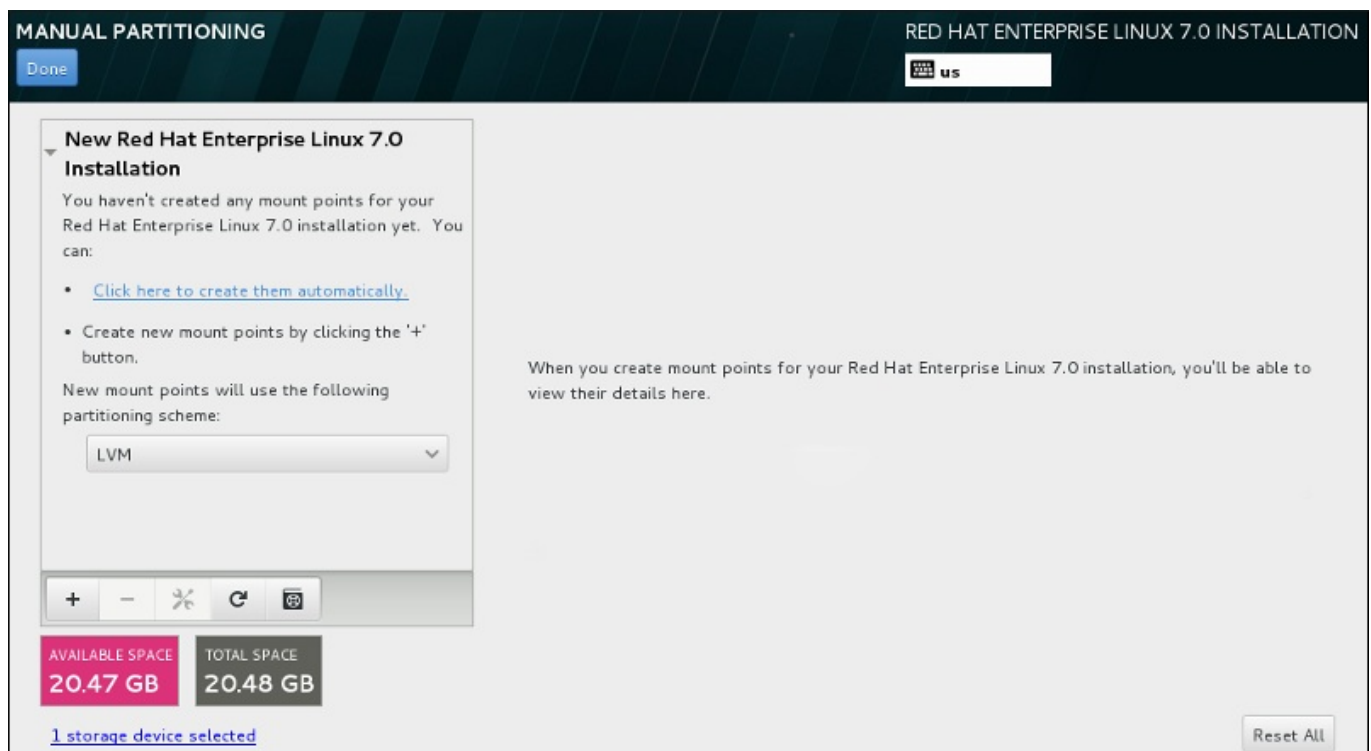 MANUAL PARTITIONING
Done
RED HAT ENTERPRISE LINUX 7.0 INSTALLATION
us
New Red Hat Enterprise Linux 7.0
Installation
You haven't created any mount points for your
Red Hat Enterprise Linux 7.0 installation yet. You
can:
• Click here to create them automatically.
• Create new mount points by clicking the '+'
button.
New mount points will use the following
partitioning scheme:
LVM
When you create mount points for your Red Hat Enterprise Linux 7.0 installation, you'll be able to
view their details here.
AVAILABLE SPACE
20.47 GB
TOTAL SPACE
20.48 GB
1 storage device selected
Reset All